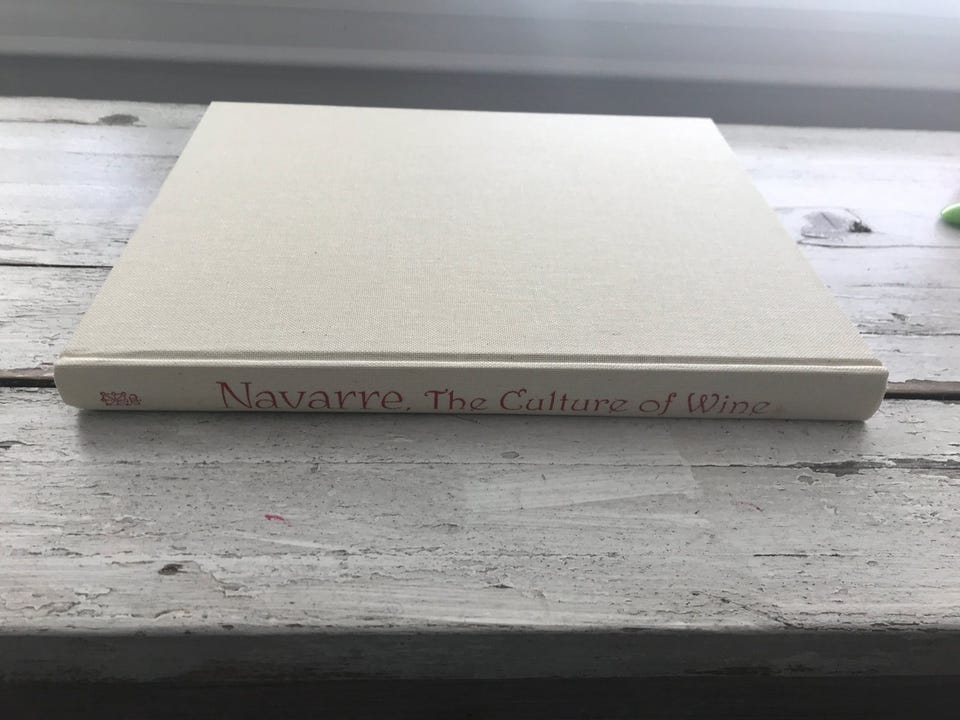 Navarre, The Culture of Wine